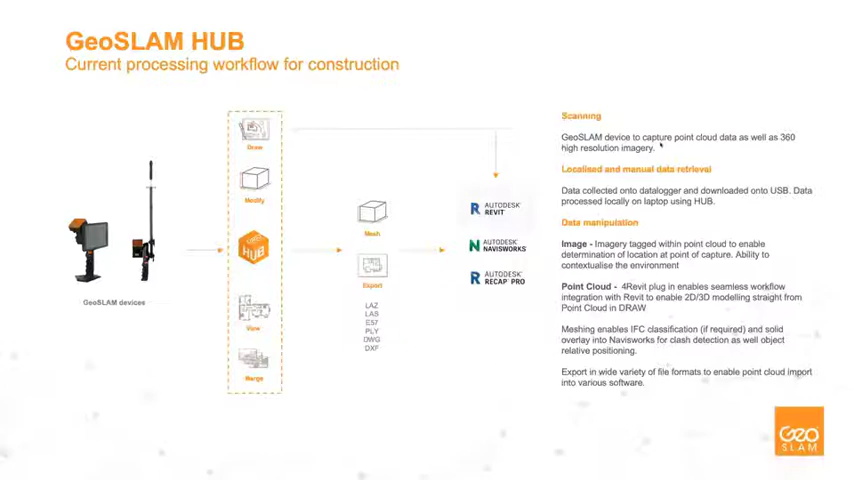 GeoSLAM HUB
Current processing workflow for construction
Draw
Modify
HUB
View
Merge
GeoSLAM devices
Mesh
Export
LAZ
LAS
E57
PLY
DWG
DXF
AUTODESK
REVIT
AUTODESK
NAVISWORKS
AUTODESK
RECAP PRO
Scanning
GeoSLAM device to capture point cloud data as well as 360
high resolution imagery.
Localised and manual data retrieval
Data collected onto datalogger and downloaded onto USB. Data
processed locally on laptop using HUB.
Data manipulation
Image - Imagery tagged within point cloud to enable
determination of location at point of capture. Ability to
contextualise the environment
Point Cloud - 4Revit plug in enables seamless workflow
integration with Revit to enable 2D/3D modelling straight from
Point Cloud in DRAW
Meshing enables IFC classification (if required) and solid
overlay into Navisworks for clash detection as well object
relative positioning.
Export in wide variety of file formats to enable point cloud import
into various software.
Geo
SLAM